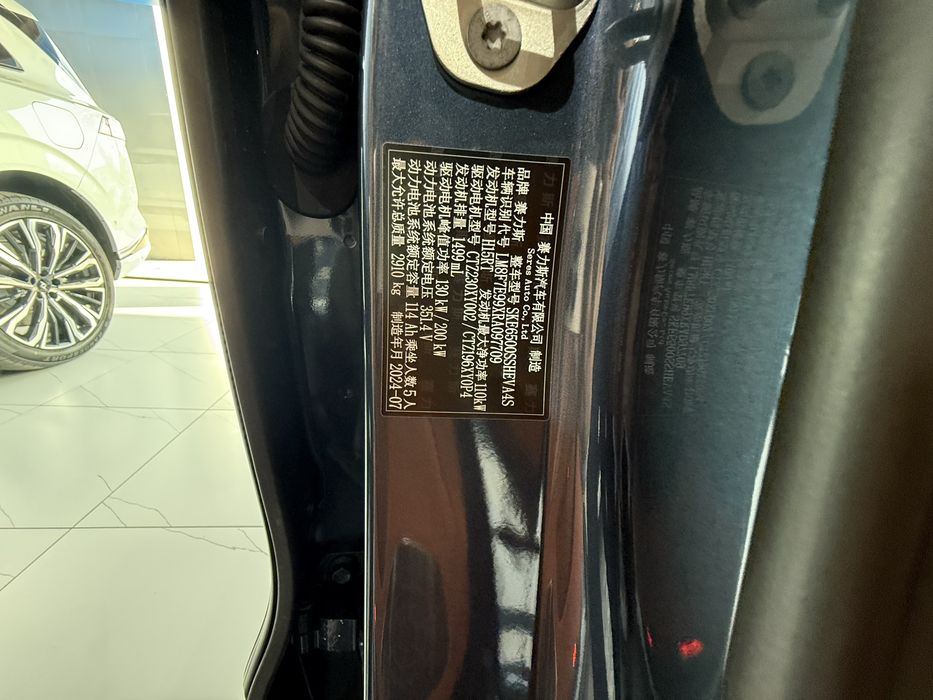 中国 赛力斯汽车有限公司 制造
Seres Auto Co., Ltd
品牌 赛力斯 整车型号 SKE6500SSHEVA4S
车辆识别代号 LM8F7E99XRA097709
发动机型号 H15RT 发动机最大净功率 110kW
驱动电机型号 CTZ230XY002 / CTZ196XY0P4
发动机排量 1499 mL
驱动电机峰值功率 130 kW / 200 kW
动力电池系统额定电压 351.4 V
动力电池系统额定容量 114 Ah 乘坐人数 5 人
最大允许总质量 2910 kg 制造年月 2024-07